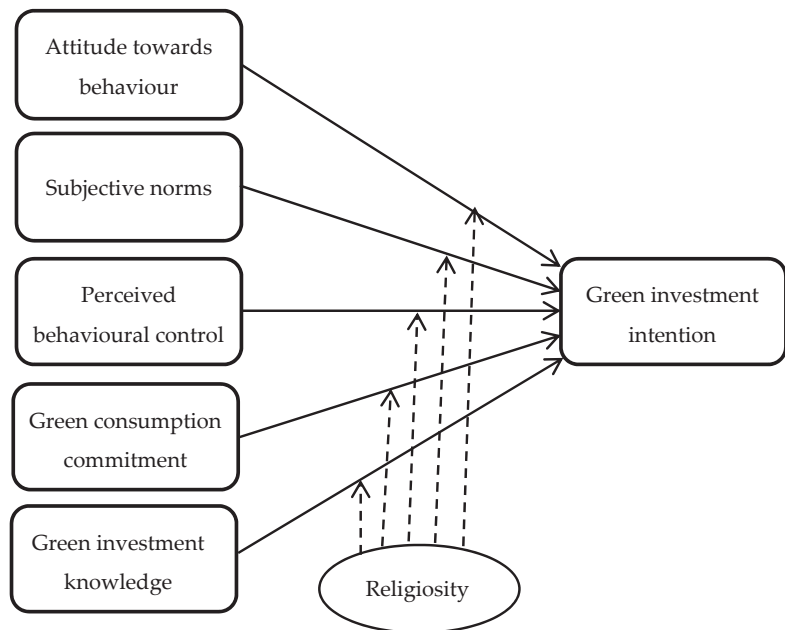 Attitude towards
behaviour
Subjective norms
Perceived
behavioural control
Green consumption
commitment
Green investment
knowledge
Green investment
intention
Religiosity